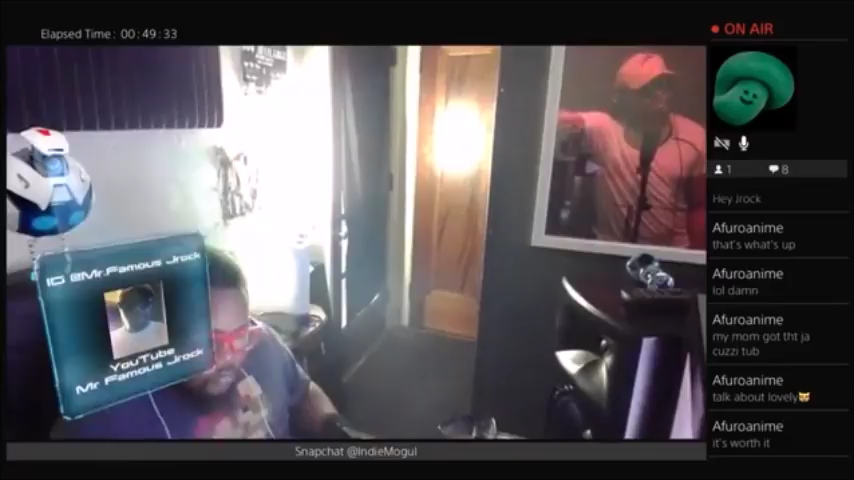 Elapsed Time : 00:49:33
ON AIR
1
8
Hey Jrock
Afuroanime
that's what's up
Afuroanime
lol damn
Afuroanime
my mom got tht ja
cuzzi tub
Afuroanime
talk about lovely😻
Afuroanime
it's worth it
IG @Mr.Famous Jrock
YouTube
Mr Famous Jrock
Snapchat @IndieMogul